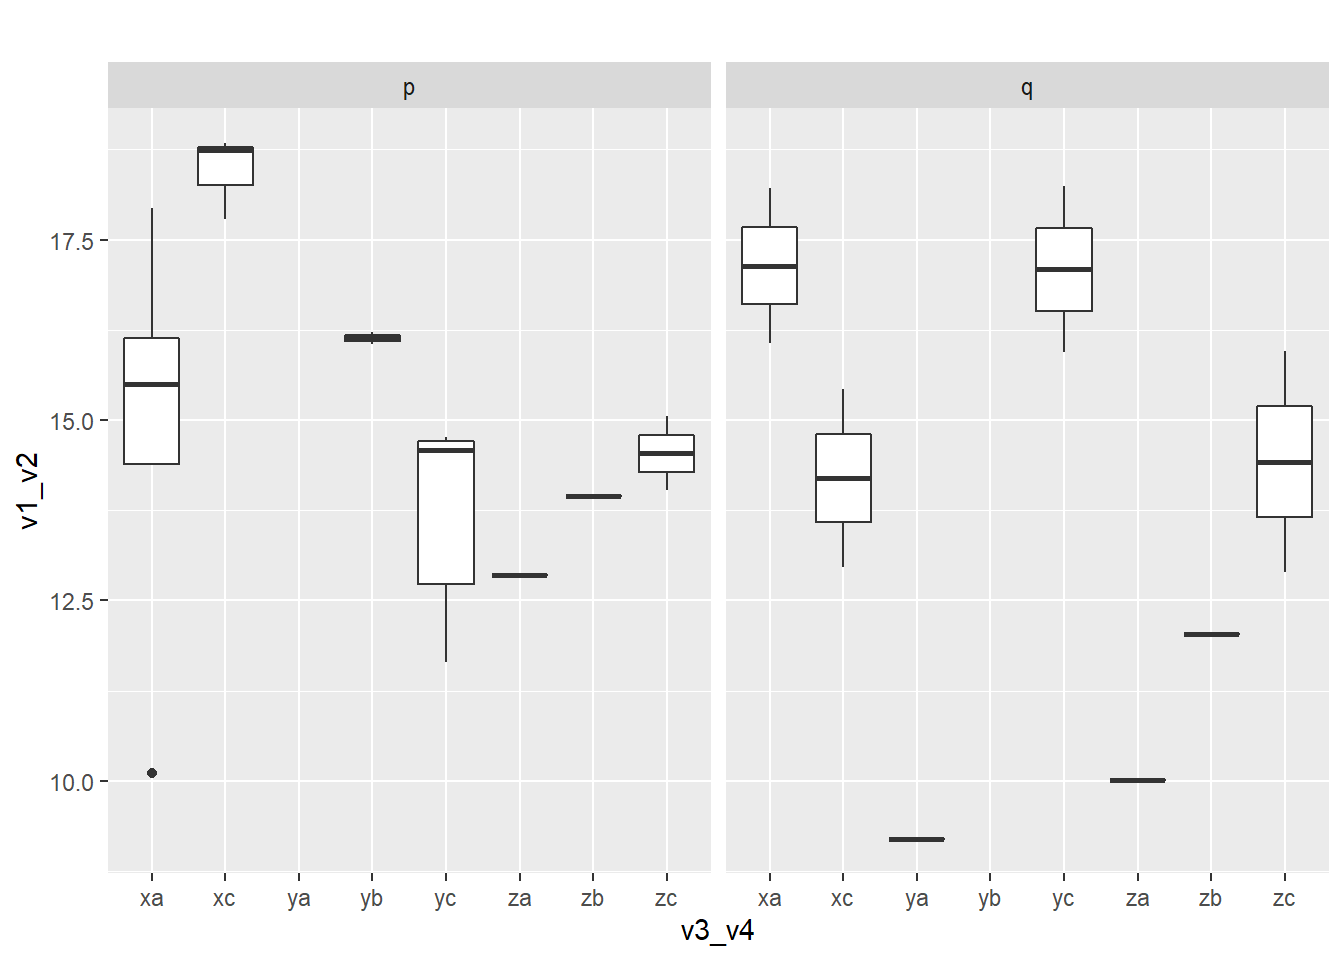 p q
17.5
15.0
12.5
10.0
v1_v2
xa xc ya yb yc za zb zc xa xc ya yb yc za zb zc
v3_v4